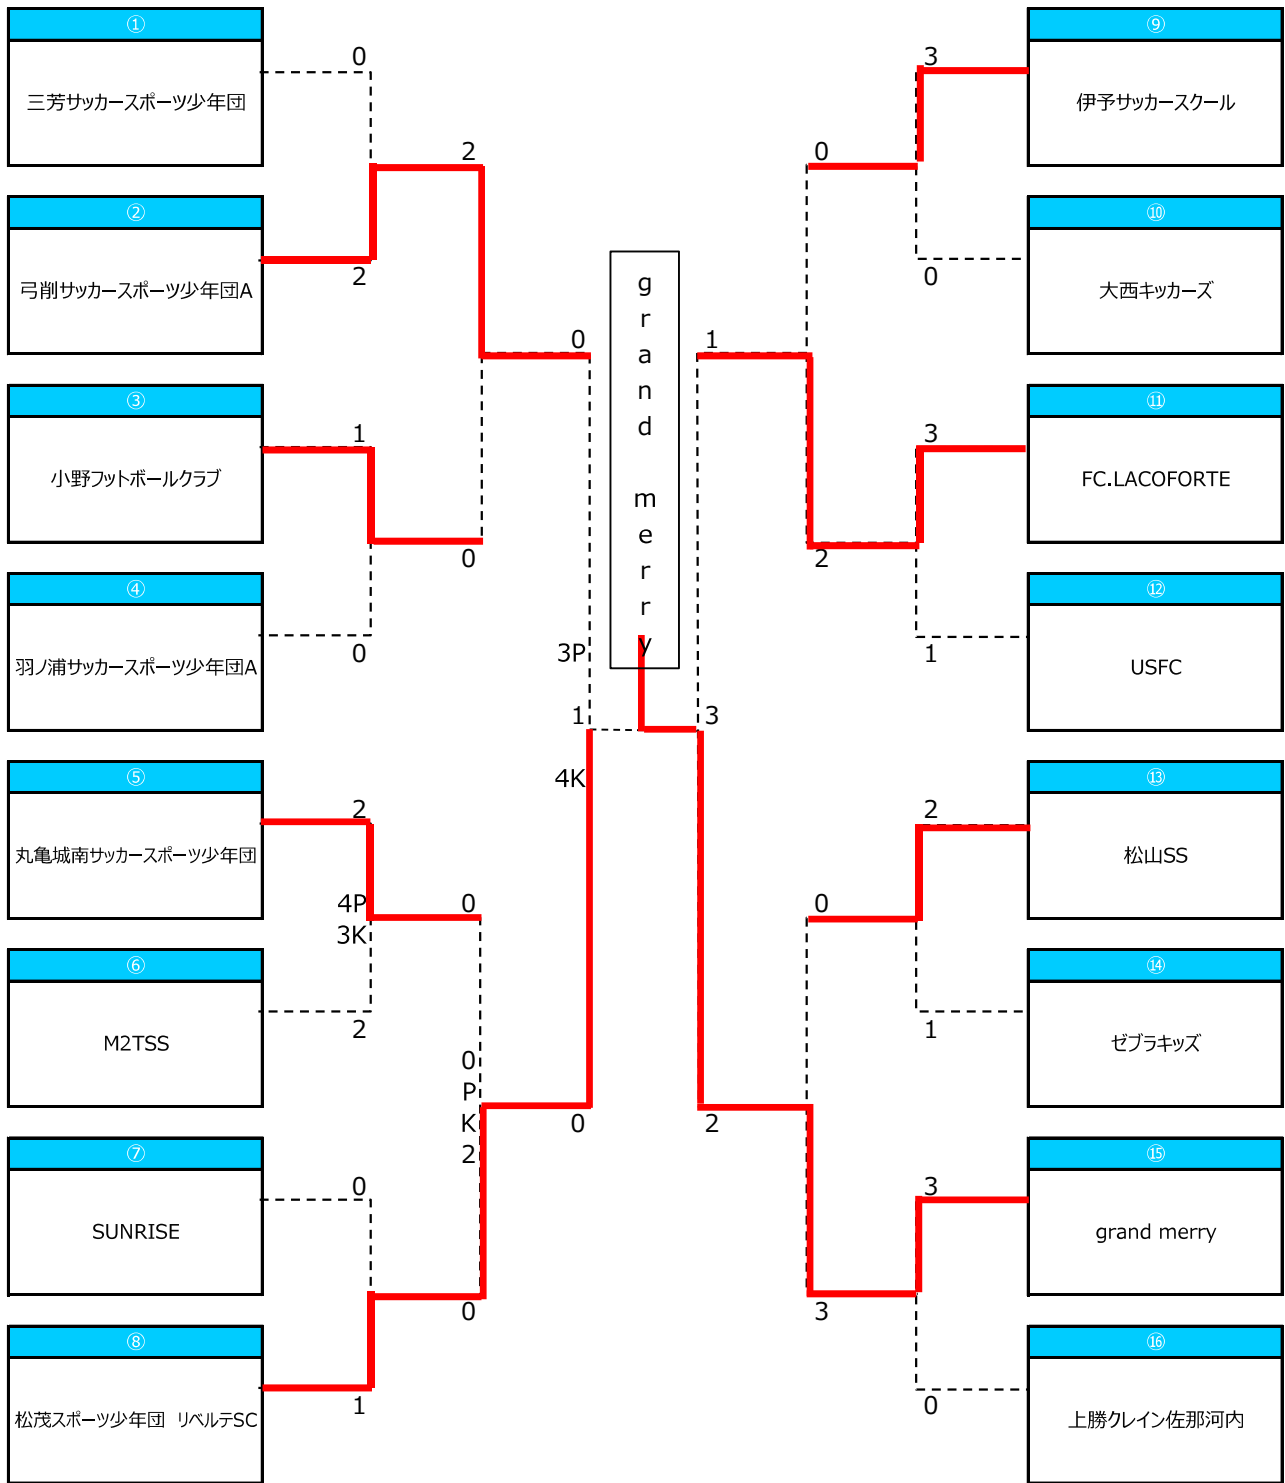 ①
三芳サッカースポーツ少年団
②
弓削サッカースポーツ少年団A
③
小野フットボールクラブ
④
羽ノ浦サッカースポーツ少年団A
⑤
丸亀城南サッカースポーツ少年団
⑥
M2TSS
⑦
SUNRISE
⑧
松茂スポーツ少年団　リベルテSC
0
2
1
0
2
4P
3K
2
0
1
2
0
0
0
P
K
2
0
0
3P
1
4K
0
grand merry
1
3
2
0
2
0
3
3
0
3
1
2
1
3
0
⑨
伊予サッカースクール
⑩
大西キッカーズ
⑪
FC.LACOFORTE
⑫
USFC
⑬
松山SS
⑭
ゼブラキッズ
⑮
grand merry
⑯
上勝クレイン佐那河内